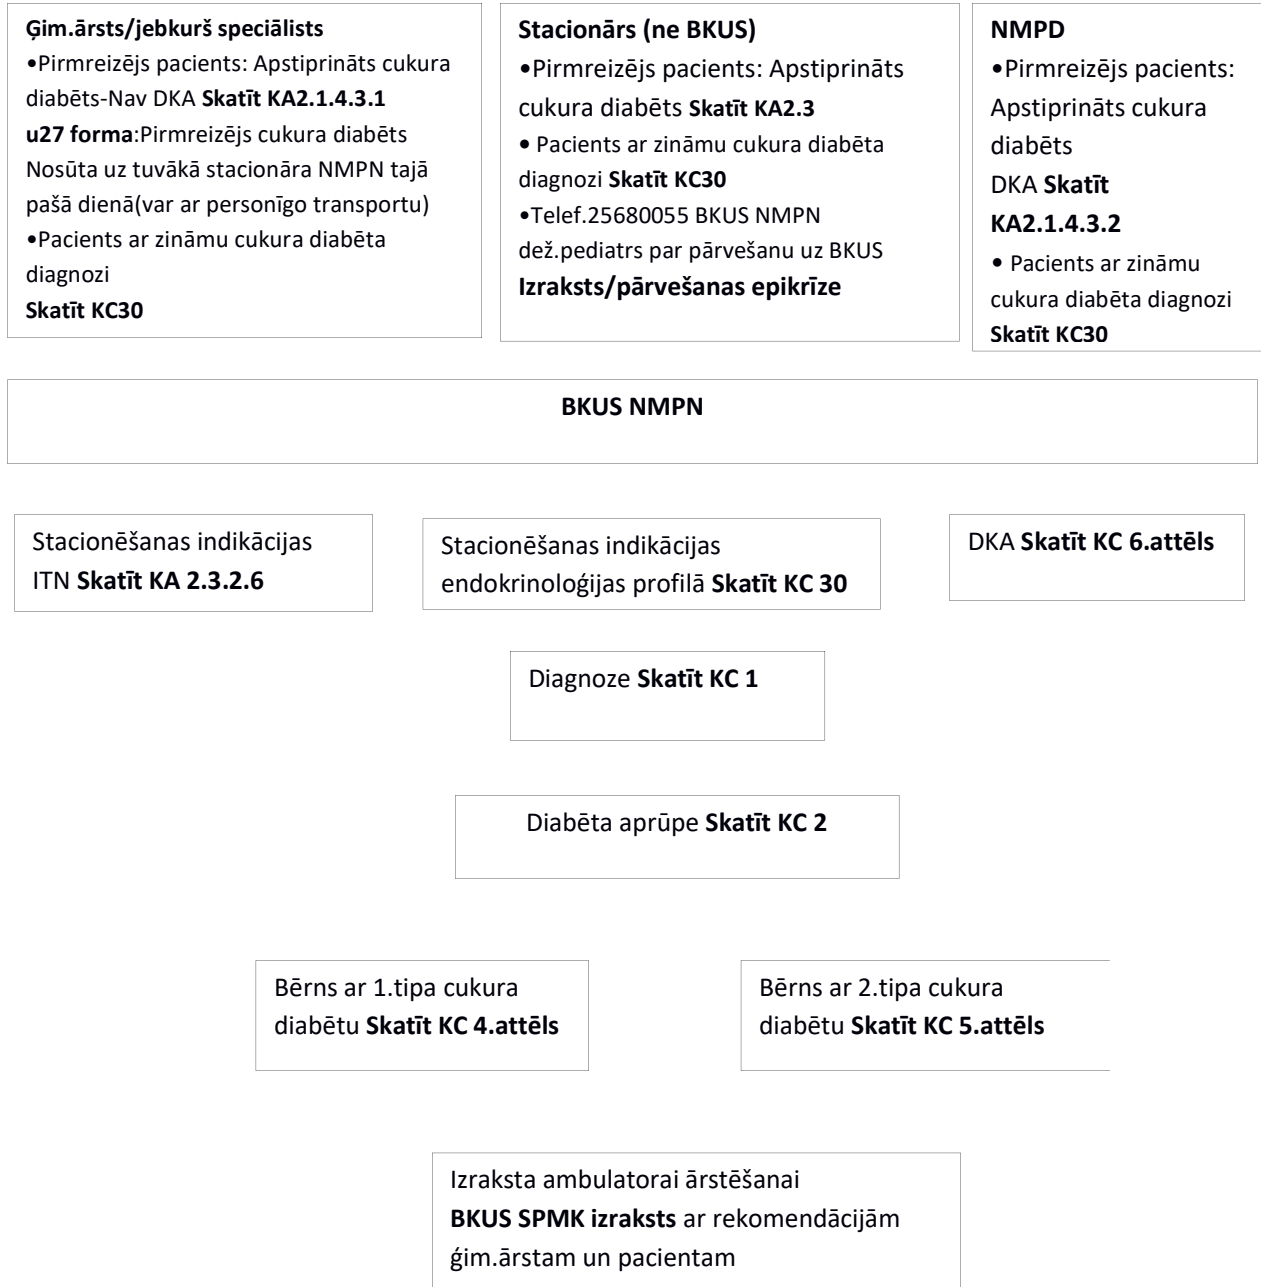 Ģim.ārsts/jebkurš speciālists
•Pirmreizējs pacients: Apstiprināts cukura
diabēts-Nav DKA Skatīt KA2.1.4.3.1
u27 forma:Pirmreizējs cukura diabēts
Nosūta uz tuvākā stacionāra NMPN tajā
pašā dienā(var ar personīgo transportu)
•Pacients ar zināmu cukura diabēta
diagnozi
Skatīt KC30
Stacionārs (ne BKUS)
•Pirmreizējs pacients: Apstiprināts
cukura diabēts Skatīt KA2.3
• Pacients ar zināmu cukura diabēta
diagnozi Skatīt KC30
•Telef.25680055 BKUS NMPN
dež.pediatrs par pārvešanu uz BKUS
Izraksts/pārvešanas epikrīze
NMPD
•Pirmreizējs pacients:
Apstiprināts cukura
diabēts
DKA Skatīt
KA2.1.4.3.2
• Pacients ar zināmu
cukura diabēta diagnozi
Skatīt KC30
BKUS NMPN
Stacionēšanas indikācijas
ITN Skatīt KA 2.3.2.6
Stacionēšanas indikācijas
endokrinoloģijas profilā Skatīt KC 30
DKA Skatīt KC 6.attēls
Diagnoze Skatīt KC 1
Diabēta aprūpe Skatīt KC 2
Bērns ar 1.tipa cukura
diabētu Skatīt KC 4.attēls
Bērns ar 2.tipa cukura
diabētu Skatīt KC 5.attēls
Izraksta ambulatorai ārstēšanai
BKUS SPMK izraksts ar rekomendācijām
ģim.ārstam un pacientam